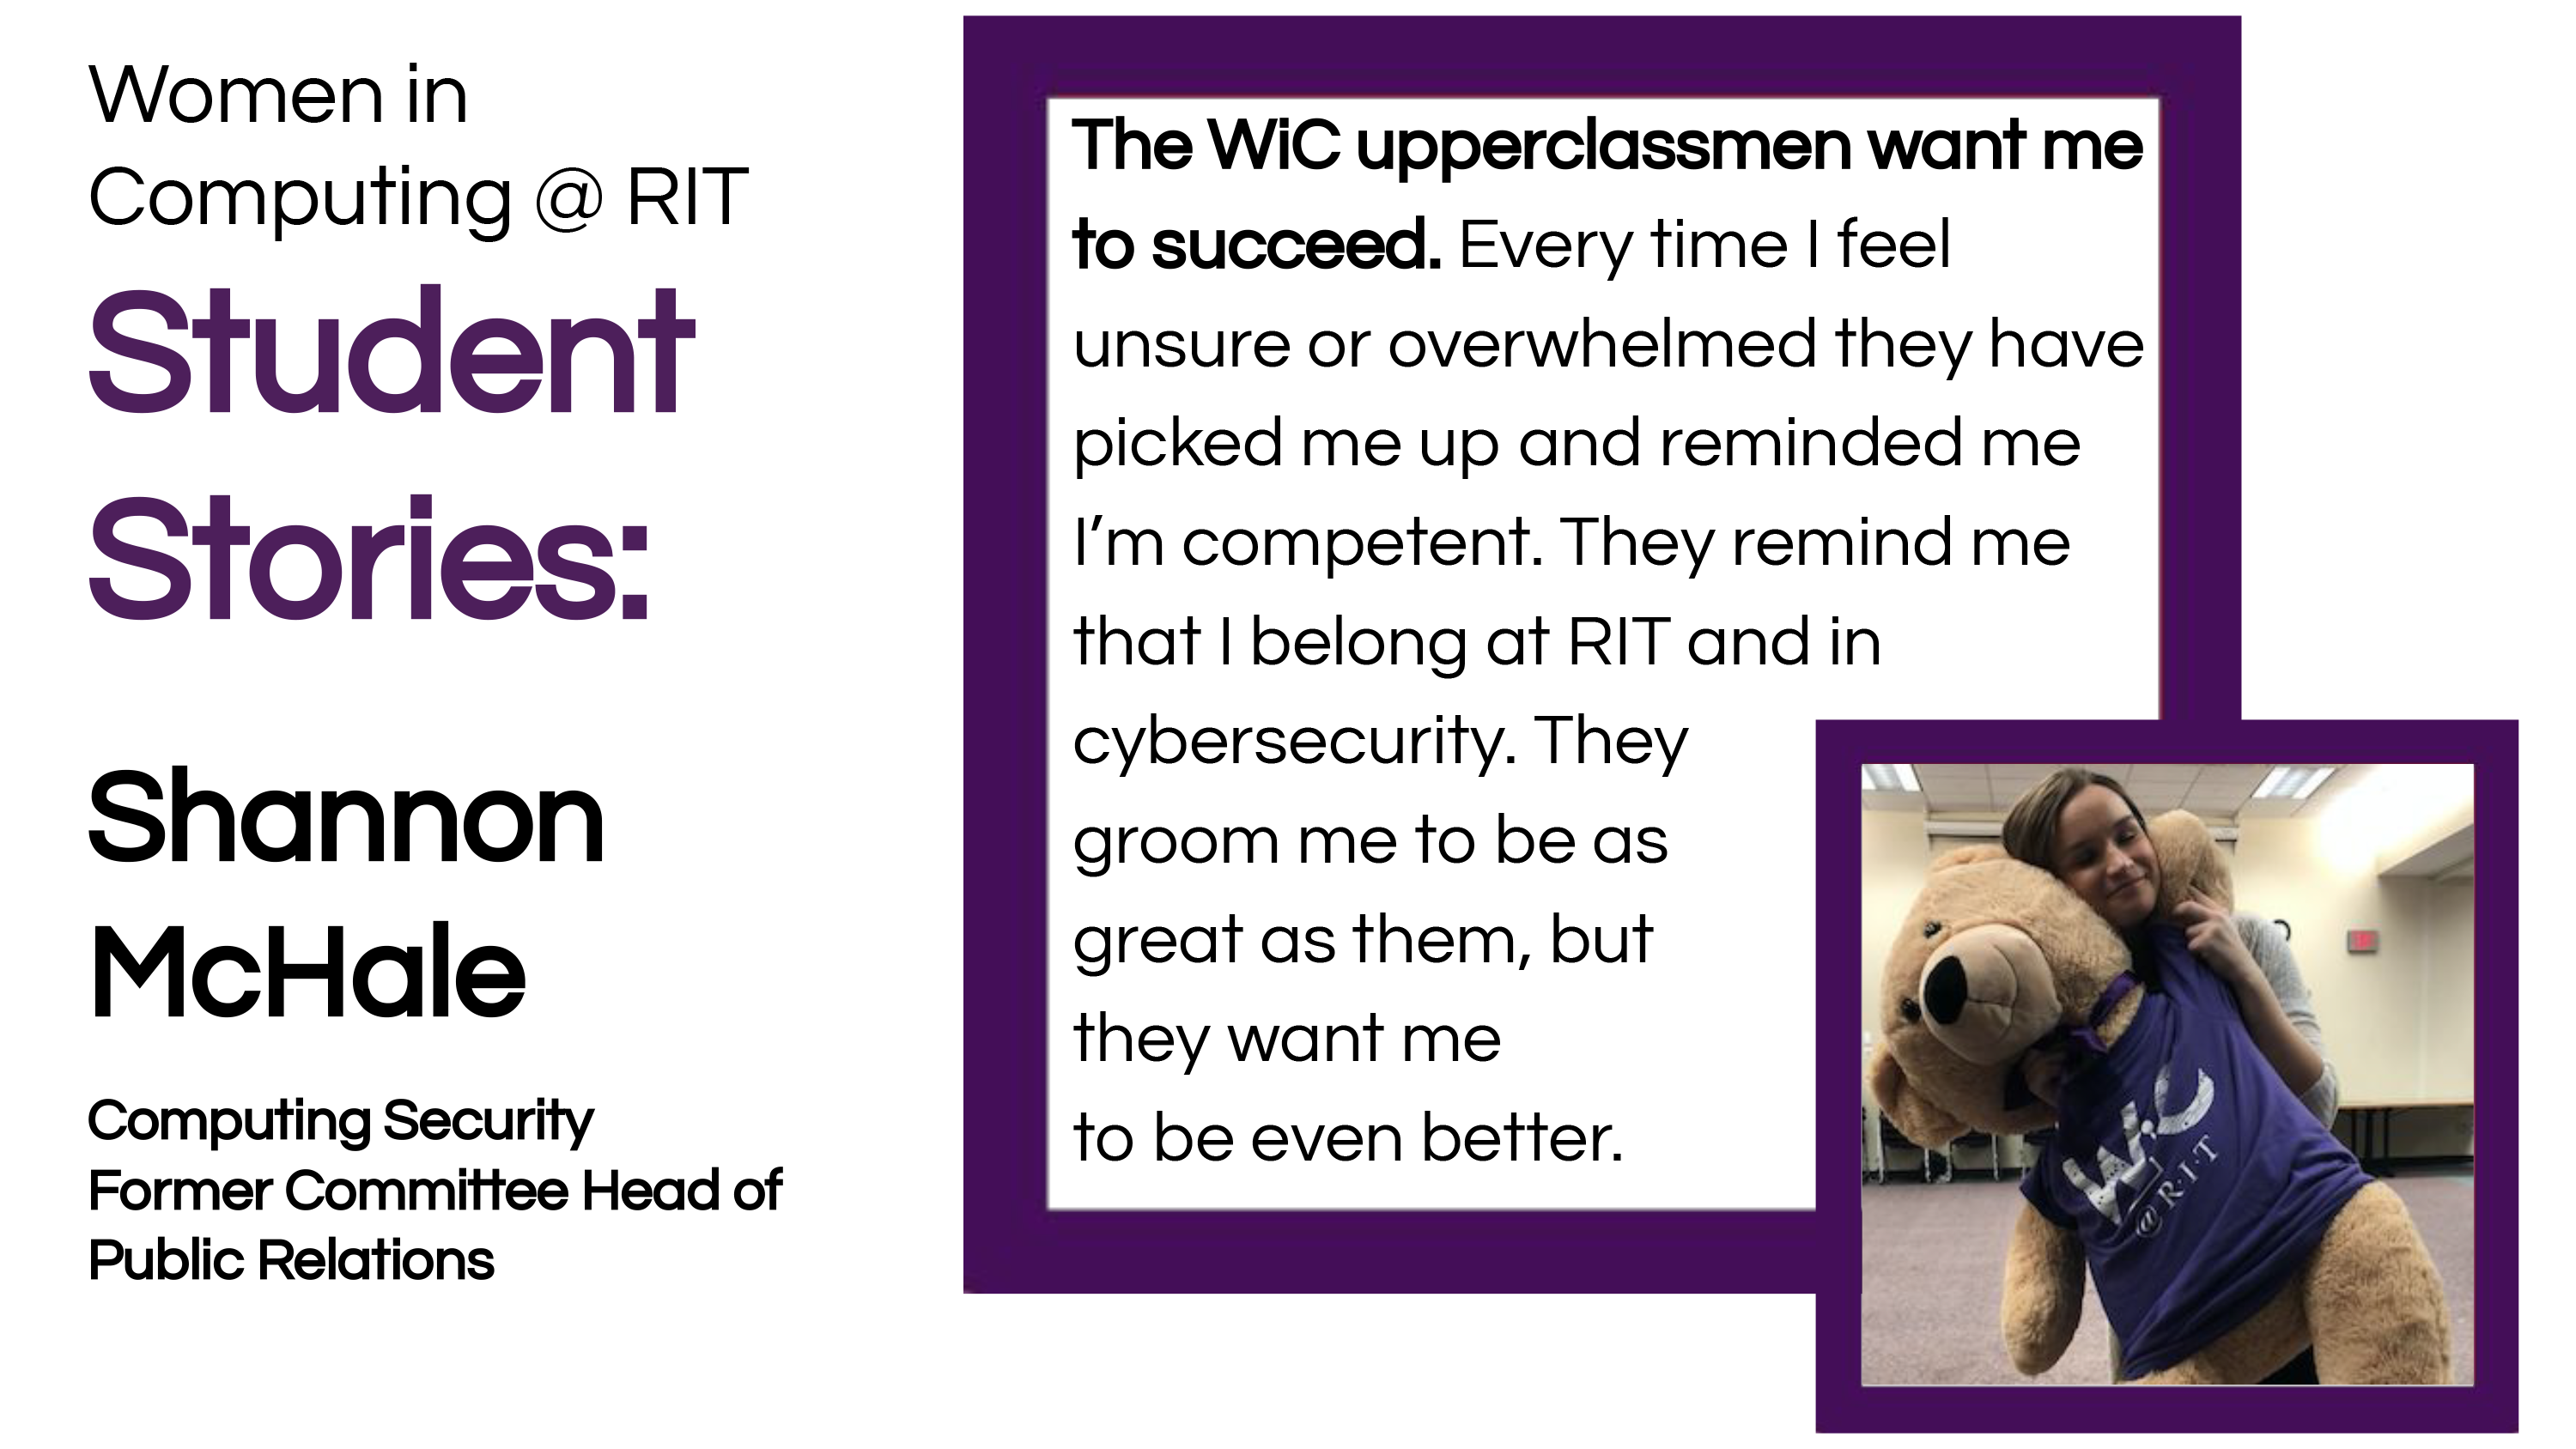 Women in
Computing @ RIT
Student
Stories:
Shannon
McHale
Computing Security
Former Committee Head of
Public Relations
The WiC upperclassmen want me
to succeed. Every time I feel
unsure or overwhelmed they have
picked me up and reminded me
I’m competent. They remind me
that I belong at RIT and in
cybersecurity. They
groom me to be as
great as them, but
they want me
to be even better.
WiC
@R·I·T